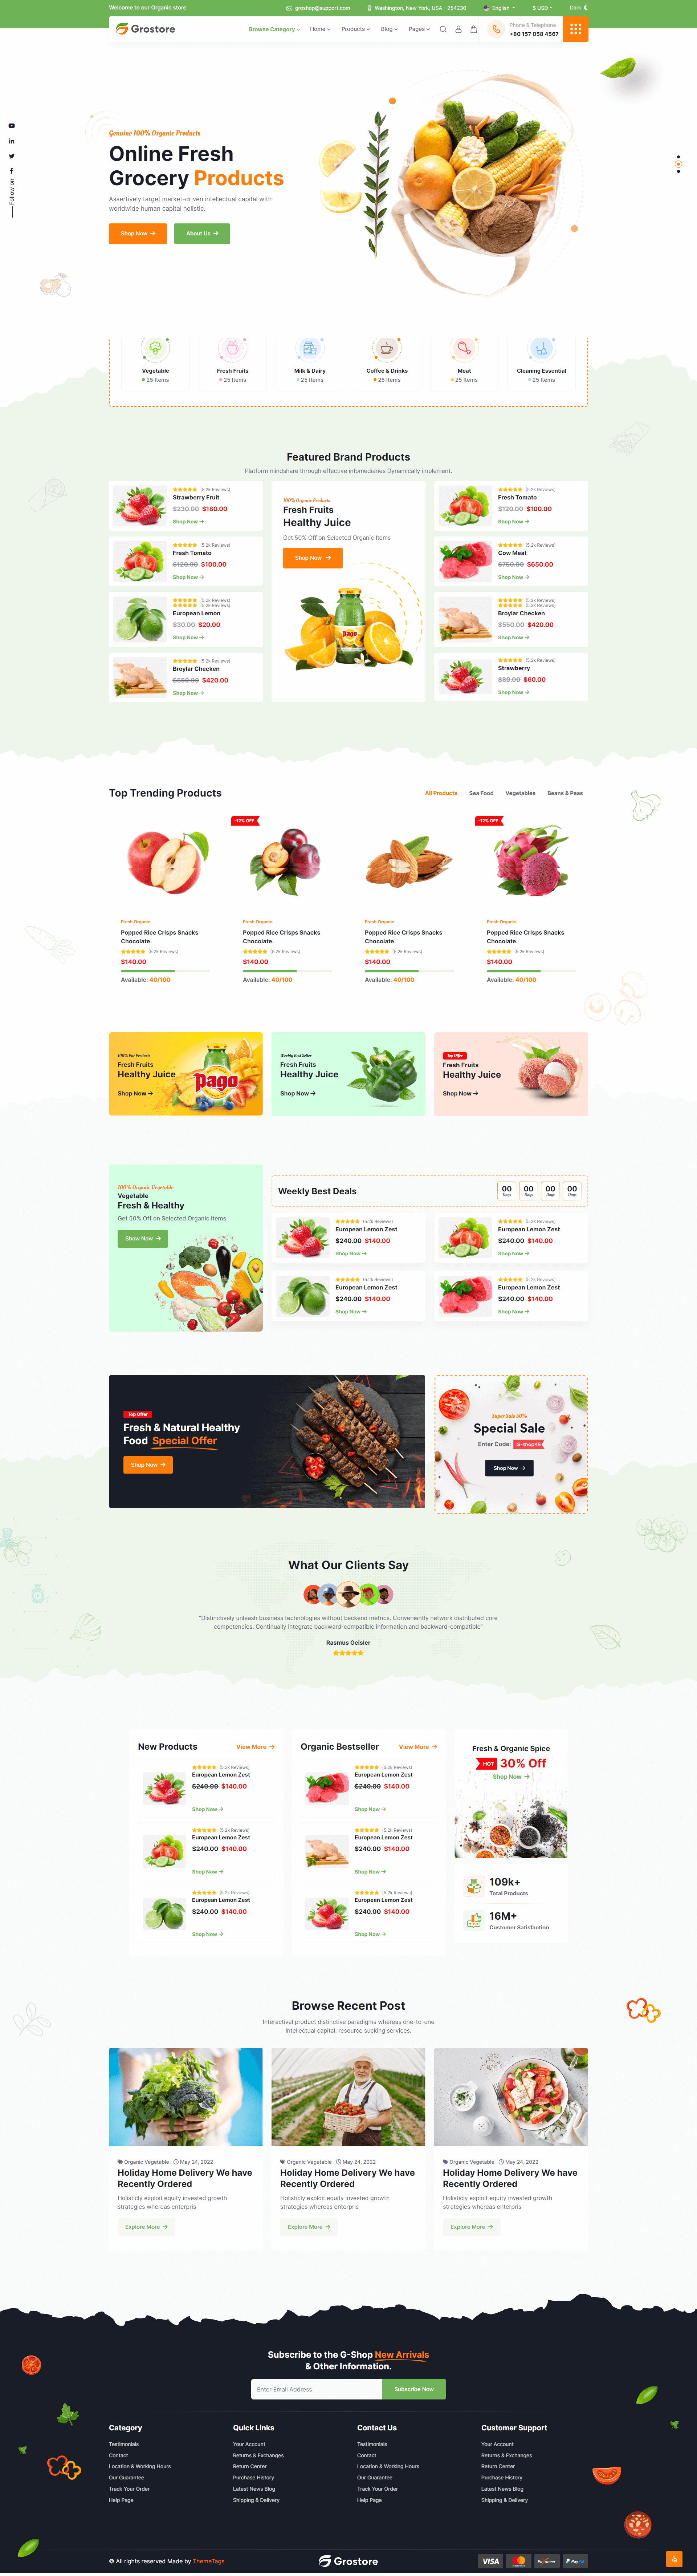 Welcome to our Organic store
groshop@support.com
Washington, New York, USA - 254230
English
$ USD
Dark
Grostore
Browse Category
Home
Products
Blog
Pages
Phone & Telephone
+80 157 058 4567
Follow on
Genuine 100% Organic Products
Online Fresh
Grocery Products
Assertively target market-driven intellectual capital with
worldwide human capital holistic.
Shop Now
About Us
Vegetable
25 Items
Fresh Fruits
25 Items
Milk & Dairy
25 Items
Coffee & Drinks
25 Items
Meat
25 Items
Cleaning Essential
25 Items
Featured Brand Products
Platform mindshare through effective infomediaries Dynamically implement.
(5.2k Reviews)
Strawberry Fruit
$230.00 $180.00
Shop Now
(5.2k Reviews)
Fresh Tomato
$120.00 $100.00
Shop Now
(5.2k Reviews)
(5.2k Reviews)
European Lemon
$30.00 $20.00
Shop Now
(5.2k Reviews)
Broylar Checken
$550.00 $420.00
Shop Now
100% Organic Products
Fresh Fruits
Healthy Juice
Get 50% Off on Selected Organic Items
Shop Now
Pago
(5.2k Reviews)
Fresh Tomato
$120.00 $100.00
Shop Now
(5.2k Reviews)
Cow Meat
$750.00 $650.00
Shop Now
(5.2k Reviews)
(5.2k Reviews)
Broylar Checken
$550.00 $420.00
Shop Now
(5.2k Reviews)
Strawberry
$80.00 $60.00
Shop Now
Top Trending Products
All Products
Sea Food
Vegetables
Beans & Peas
Fresh Organic
Popped Rice Crisps Snacks
Chocolate.
(5.2k Reviews)
$140.00
Available: 40/100
-12% OFF
Fresh Organic
Popped Rice Crisps Snacks
Chocolate.
(5.2k Reviews)
$140.00
Available: 40/100
Fresh Organic
Popped Rice Crisps Snacks
Chocolate.
(5.2k Reviews)
$140.00
Available: 40/100
-12% OFF
Fresh Organic
Popped Rice Crisps Snacks
Chocolate.
(5.2k Reviews)
$140.00
Available: 40/100
100% Pur Products
Fresh Fruits
Healthy Juice
Shop Now
Pago
Weekly Best Seller
Fresh Fruits
Healthy Juice
Shop Now
Top Offer
Fresh Fruits
Healthy Juice
Shop Now
100% Organic Vegetable
Vegetable
Fresh & Healthy
Get 50% Off on Selected Organic Items
Show Now
Weekly Best Deals
00 00 00 00
Days Days Days Days
(5.2k Reviews)
European Lemon Zest
$240.00 $140.00
Shop Now
(5.2k Reviews)
European Lemon Zest
$240.00 $140.00
Shop Now
(5.2k Reviews)
European Lemon Zest
$240.00 $140.00
Shop Now
(5.2k Reviews)
European Lemon Zest
$240.00 $140.00
Shop Now
Top Offer
Fresh & Natural Healthy
Food Special Offer
Shop Now
Super Sale 50%
Special Sale
Enter Code: G-shop45
Shop Now
What Our Clients Say
"Distinctively unleash business technologies without backend metrics. Conveniently network distributed core
competencies. Continually integrate backward-compatible information and backward-compatible"
Rasmus Geisler
New Products
View More
(5.2k Reviews)
European Lemon Zest
$240.00 $140.00
Shop Now
(5.2k Reviews)
European Lemon Zest
$240.00 $140.00
Shop Now
(5.2k Reviews)
European Lemon Zest
$240.00 $140.00
Shop Now
Organic Bestseller
View More
(5.2k Reviews)
European Lemon Zest
$240.00 $140.00
Shop Now
(5.2k Reviews)
European Lemon Zest
$240.00 $140.00
Shop Now
(5.2k Reviews)
European Lemon Zest
$240.00 $140.00
Shop Now
Fresh & Organic Spice
HOT 30% Off
Shop Now
109k+
Total Products
16M+
Customer Satisfaction
Browse Recent Post
Interactivel product distinctive paradigms whereas one-to-one
intellectual capital. resource sucking services.
Organic Vegetable May 24, 2022
Holiday Home Delivery We have
Recently Ordered
Holisticly exploit equity invested growth
strategies whereas enterpris
Explore More
Organic Vegetable May 24, 2022
Holiday Home Delivery We have
Recently Ordered
Holisticly exploit equity invested growth
strategies whereas enterpris
Explore More
Organic Vegetable May 24, 2022
Holiday Home Delivery We have
Recently Ordered
Holisticly exploit equity invested growth
strategies whereas enterpris
Explore More
Subscribe to the G-Shop New Arrivals
& Other Information.
Enter Email Address
Subscribe Now
Category
Testimonials
Contact
Location & Working Hours
Our Guarantee
Track Your Order
Help Page
Quick Links
Your Account
Returns & Exchanges
Return Center
Purchase History
Latest News Blog
Shipping & Delivery
Contact Us
Testimonials
Contact
Location & Working Hours
Our Guarantee
Track Your Order
Help Page
Customer Support
Your Account
Returns & Exchanges
Return Center
Purchase History
Latest News Blog
Shipping & Delivery
© All rights reserved Made by ThemeTags
Grostore
VISA
Payoneer
PayPal